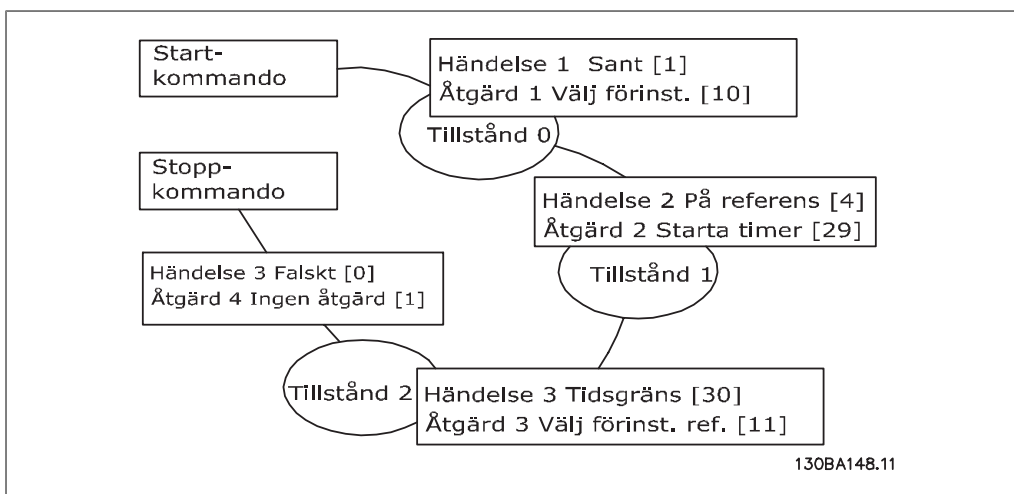 Start-
kommando
Händelse 1 Sant [1]
Åtgärd 1 Välj förinst. [10]
Tillstånd 0
Stopp-
kommando
Händelse 2 På referens [4]
Åtgärd 2 Starta timer [29]
Tillstånd 1
Händelse 3 Falskt [0]
Åtgärd 4 Ingen åtgärd [1]
Tillstånd 2
Händelse 3 Tidsgräns [30]
Åtgärd 3 Välj förinst. ref. [11]
130BA148.11